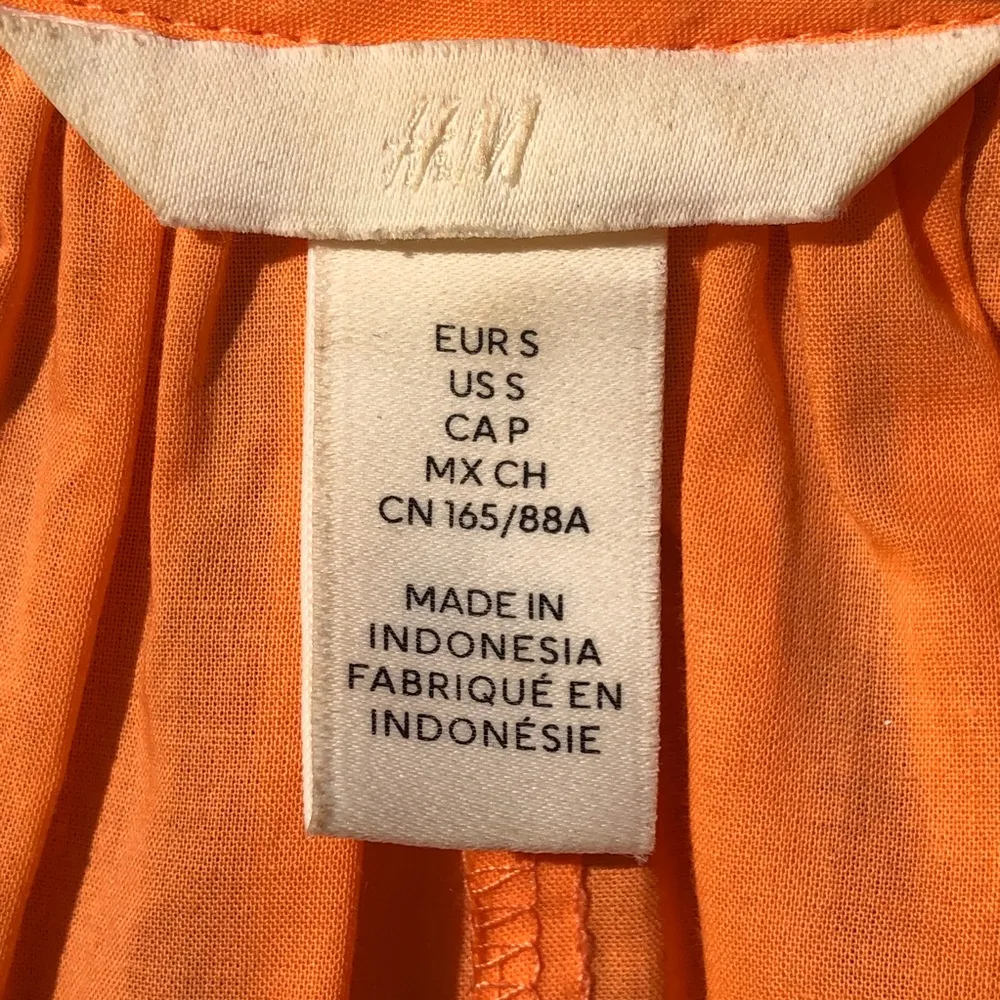 H&M
EUR S
US S
CA P
MX CH
CN 165/88A
MADE IN
INDONESIA
FABRIQUÉ EN
INDONÉSIE